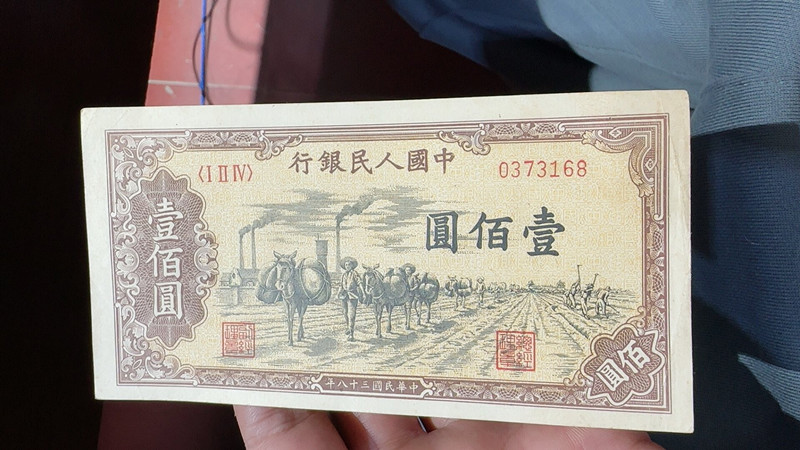 中國人民銀行
〈I II IV〉
0373168
壹佰圓
壹佰圓
佰圓
中華民國三十八年